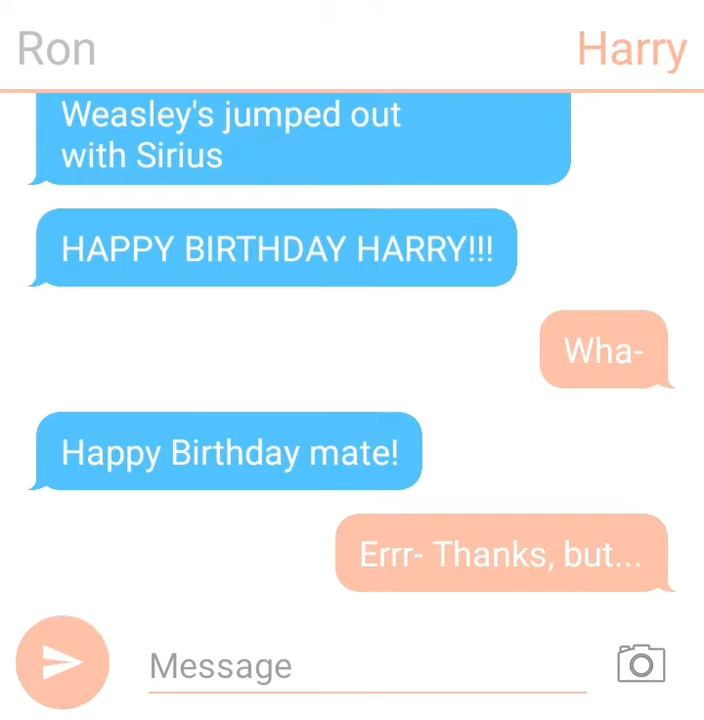 Ron
Harry
Weasley's jumped out
with Sirius
HAPPY BIRTHDAY HARRY!!!
Wha-
Happy Birthday mate!
Errr- Thanks, but...
Message